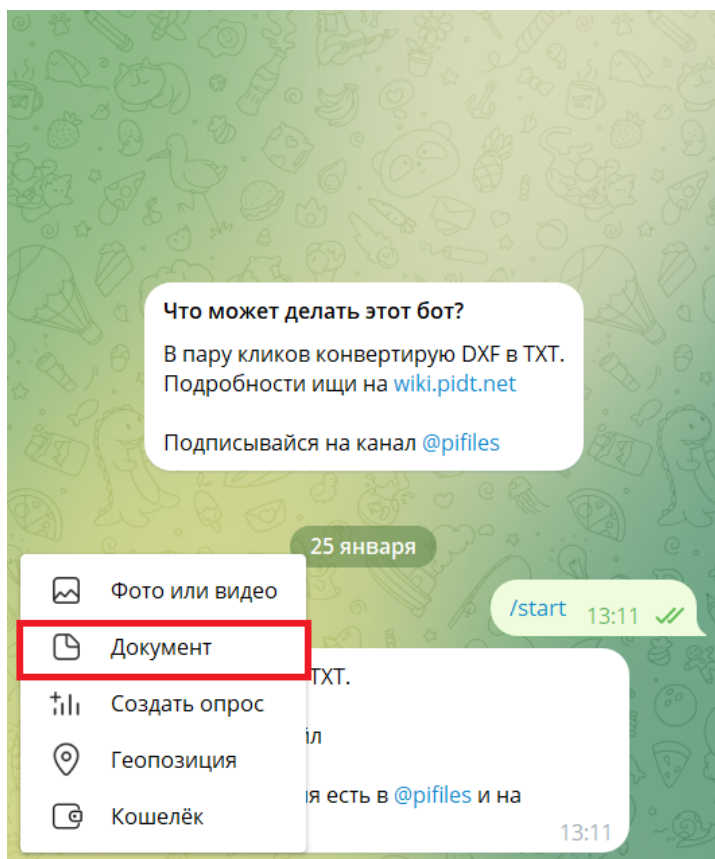 Что может делать этот бот?
В пару кликов конвертирую DXF в TXT.
Подробности ищи на wiki.pidt.net
Подписывайся на канал @pifiles
25 января
/start 13:11
Фото или видео
Документ
Создать опрос
Геопозиция
Кошелёк
TXT.
есть в @pifiles и на
13:11